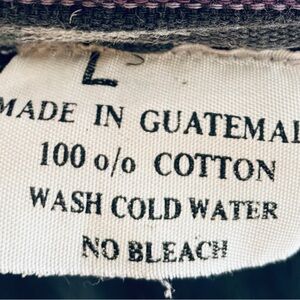 L
MADE IN GUATEMAL
100 o/o COTTON
WASH COLD WATER
NO BLEACH